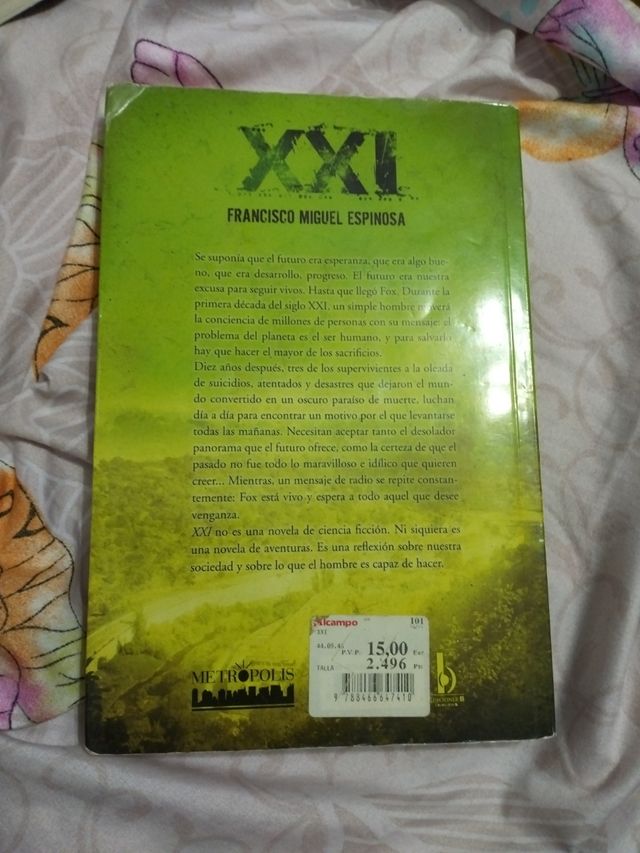 XXI
FRANCISCO MIGUEL ESPINOSA
Se suponía que el futuro era esperanza, que era algo bue-
no, que era desarrollo, progreso. El futuro era nuestra
excusa para seguir vivos. Hasta que llegó Fox. Durante la
primera década del siglo XXI, un simple hombre moverá
la conciencia de millones de personas con su mensaje: el
problema del planeta es el ser humano, y para salvarlo
hay que hacer el mayor de los sacrificios.
Diez años después, tres de los supervivientes a la oleada
de suicidios, atentados y desastres que dejaron el mun-
do convertido en un oscuro paraíso de muerte, luchan
día a día para encontrar un motivo por el que levantarse
todas las mañanas. Necesitan aceptar tanto el desolador
panorama que el futuro ofrece, como la certeza de que el
pasado no fue todo lo maravilloso e idílico que quieren
creer... Mientras, un mensaje de radio se repite constan-
temente: Fox está vivo y espera a todo aquel que desee
venganza.
XXI no es una novela de ciencia ficción. Ni siquiera es
una novela de aventuras. Es una reflexión sobre nuestra
sociedad y sobre lo que el hombre es capaz de hacer.
Alcampo 101
XXI
P.V.P. 15,00 Eur
TALLA 2.496 Pts
9 788466 647410
METROPOLIS
EDICIONES B